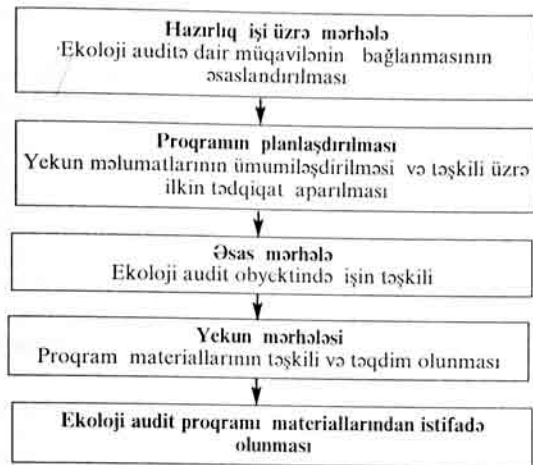 Hazırlıq işi üzrə mərhələ
Ekoloji auditə dair müqavilənin bağlanmasının
əsaslandırılması
Proqramın planlaşdırılması
Yekun məlumatlarının ümumiləşdirilməsi və təşkili üzrə
ilkin tədqiqat aparılması
Əsas mərhələ
Ekoloji audit obyektində işin təşkili
Yekun mərhələsi
Proqram materiallarının təşkili və təqdim olunması
Ekoloji audit proqramı materiallarından istifadə
olunması